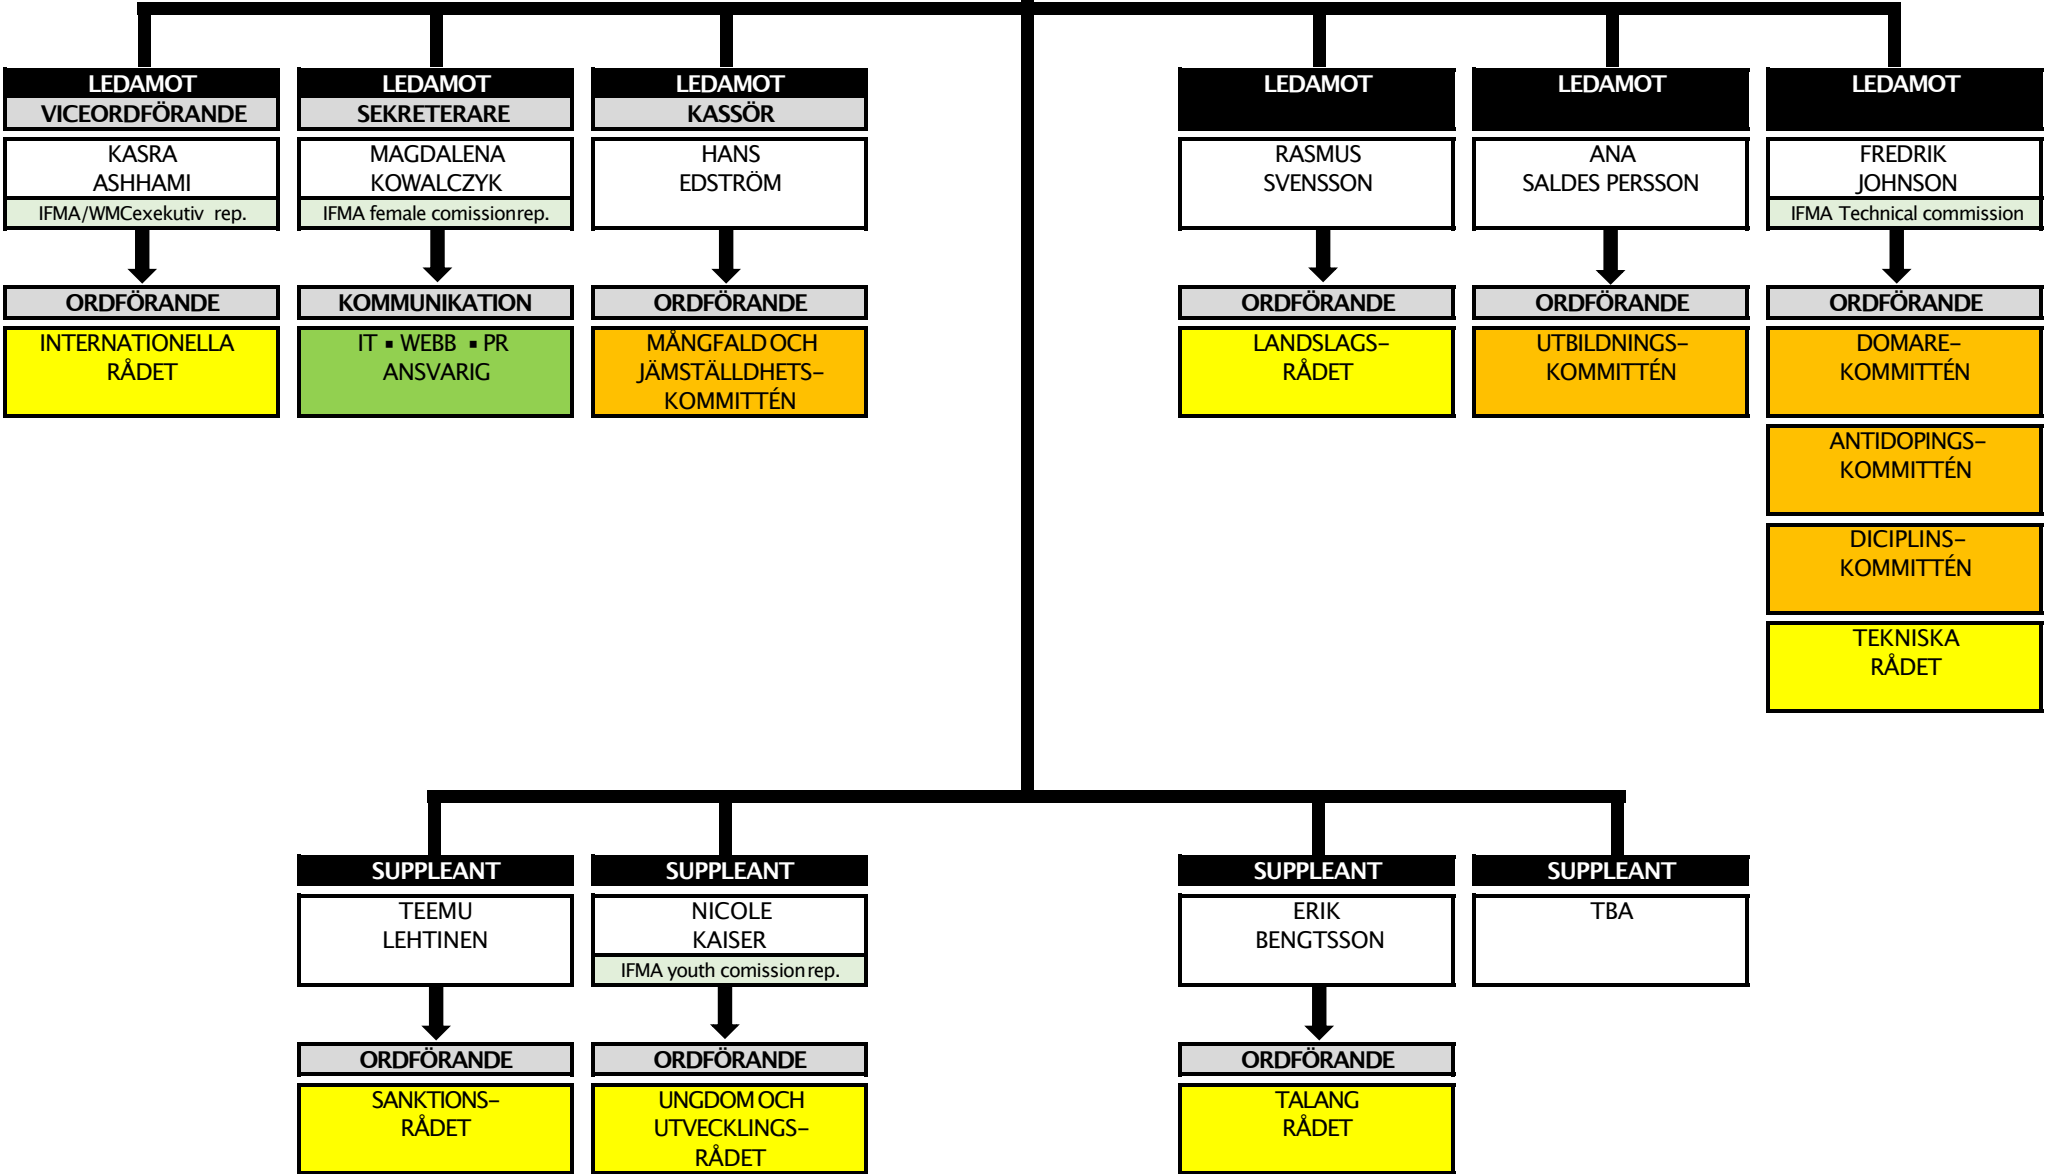 LEDAMOT
VICEORDFÖRANDE
KASRA
ASHHAMI
IFMA/WMCexekutiv rep.
ORDFÖRANDE
INTERNATIONELLA
RÅDET
LEDAMOT
SEKRETERARE
MAGDALENA
KOWALCZYK
IFMA female comissionrep.
KOMMUNIKATION
IT ▪ WEBB ▪ PR
ANSVARIG
LEDAMOT
KASSÖR
HANS
EDSTRÖM
ORDFÖRANDE
MÅNGFALD OCH
JÄMSTÄLLDHETS-
KOMMITTÉN
LEDAMOT
RASMUS
SVENSSON
ORDFÖRANDE
LANDSLAGS-
RÅDET
LEDAMOT
ANA
SALDES PERSSON
ORDFÖRANDE
UTBILDNINGS-
KOMMITTÉN
LEDAMOT
FREDRIK
JOHNSON
IFMA Technical commission
ORDFÖRANDE
DOMARE-
KOMMITTÉN
ANTIDOPINGS-
KOMMITTÉN
DICIPLINS-
KOMMITTÉN
TEKNISKA
RÅDET
SUPPLEANT
TEEMU
LEHTINEN
ORDFÖRANDE
SANKTIONS-
RÅDET
SUPPLEANT
NICOLE
KAISER
IFMA youth comission rep.
ORDFÖRANDE
UNGDOM OCH
UTVECKLINGS-
RÅDET
SUPPLEANT
ERIK
BENGTSSON
ORDFÖRANDE
TALANG
RÅDET
SUPPLEANT
TBA